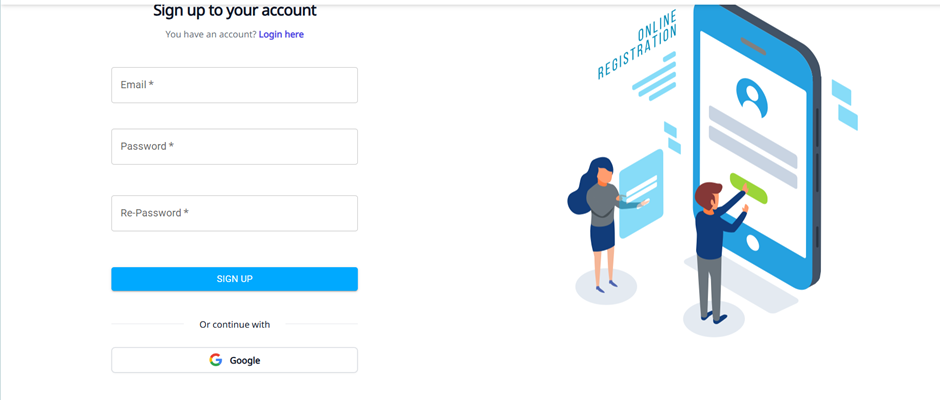 Sign up to your account
You have an account? Login here
Email *
Password *
Re-Password *
SIGN UP
Or continue with
Google
ONLINE
REGISTRATION